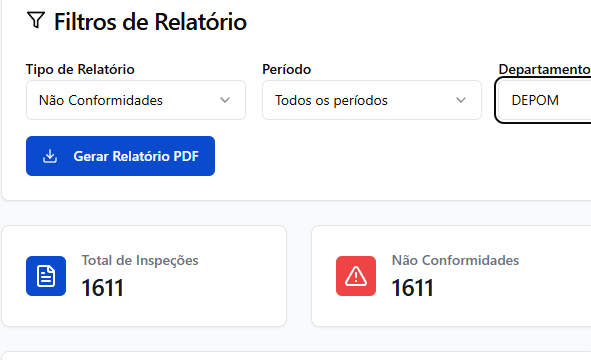 Filtros de Relatório
Tipo de Relatório
Período
Departamento
Não Conformidades
Todos os períodos
DEPOM
Gerar Relatório PDF
Total de Inspeções
1611
Não Conformidades
1611